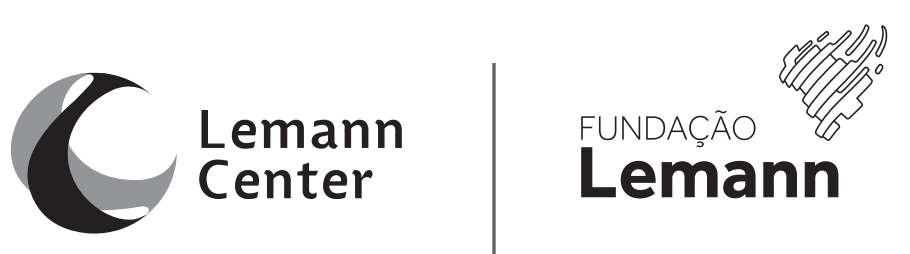 Lemann
Center
FUNDAÇÃO
Lemann